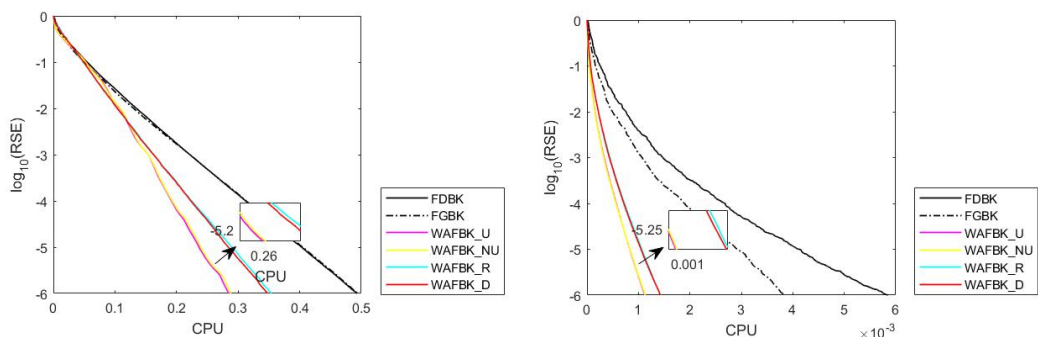 0
-1
-2
-3
-4
-5
-6
log10(RSE)
0 0.1 0.2 0.3 0.4 0.5
CPU
-5.2
0.26
CPU
FDBK
FGBK
WAFBK_U
WAFBK_NU
WAFBK_R
WAFBK_D
0
-1
-2
-3
-4
-5
-6
log10(RSE)
0 1 2 3 4 5 6
CPU
×10-3
-5.25
0.001
FDBK
FGBK
WAFBK_U
WAFBK_NU
WAFBK_R
WAFBK_D